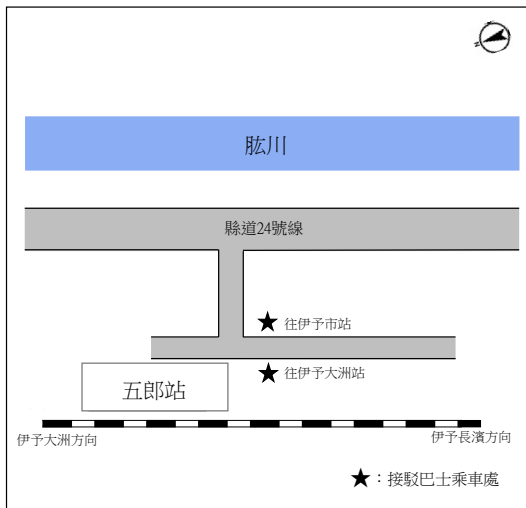 肱川
縣道24號線
往伊予市站
往伊予大洲站
五郎站
伊予大洲方向
伊予長濱方向
★：接駁巴士乘車處